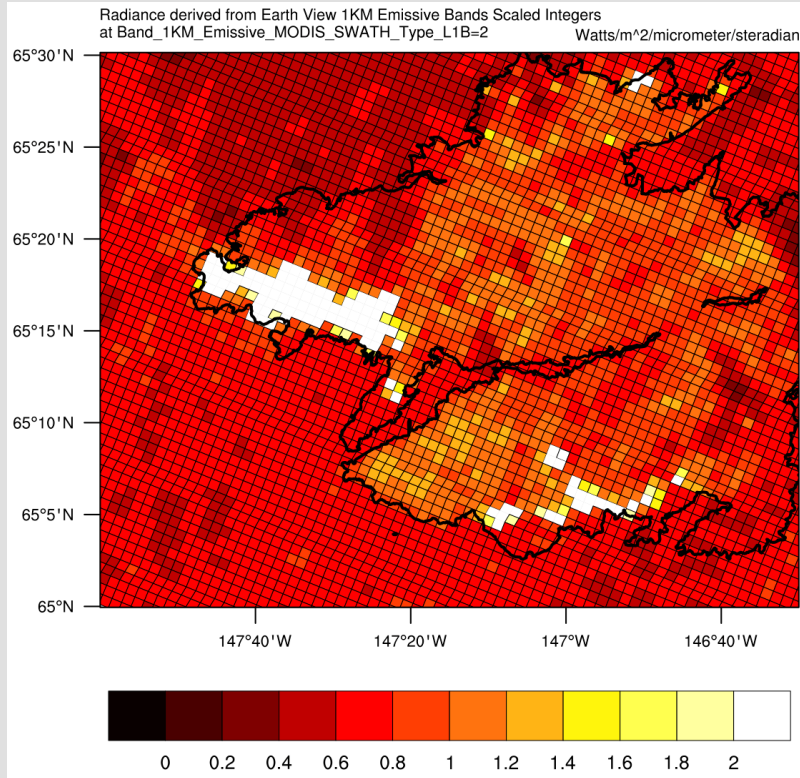 Radiance derived from Earth View 1KM Emissive Bands Scaled Integers
at Band_1KM_Emissive_MODIS_SWATH_Type_L1B=2
Watts/m^2/micrometer/steradian
65°30'N
65°25'N
65°20'N
65°15'N
65°10'N
65°5'N
65°N
147°40'W 147°20'W 147°W 146°40'W
0 0.2 0.4 0.6 0.8 1 1.2 1.4 1.6 1.8 2